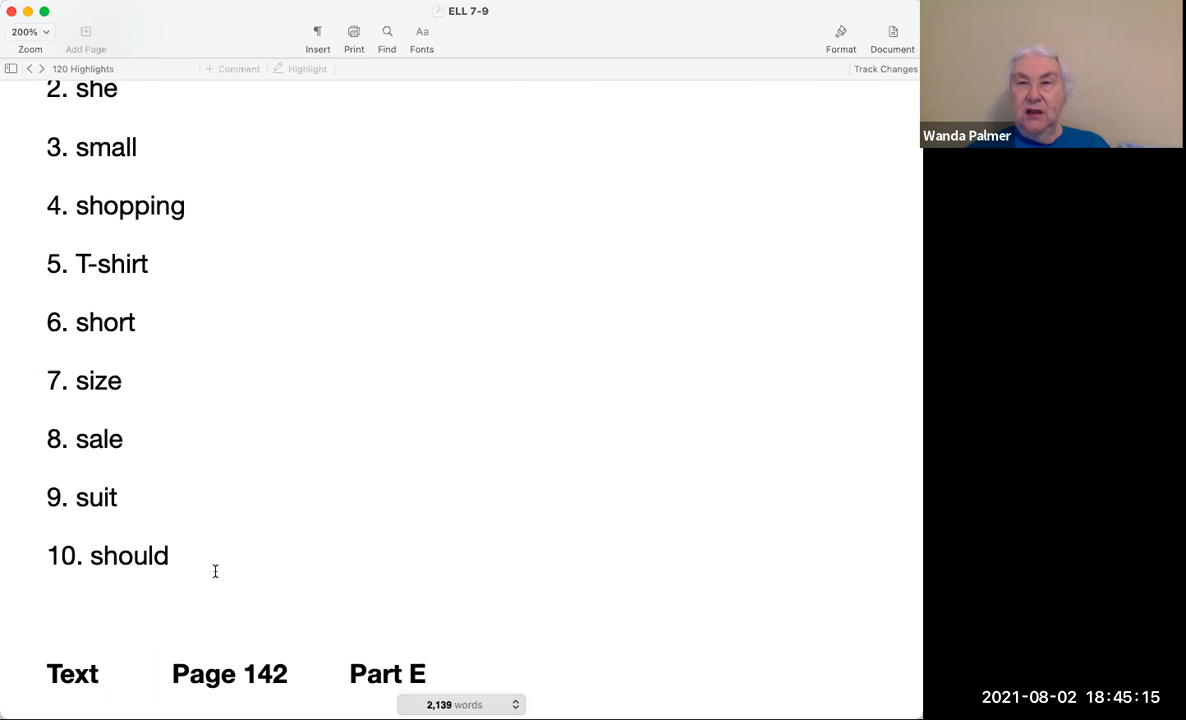 ELL 7-9
200%
Zoom
Add Page
Insert
Print
Find
Aa
Fonts
Format
Document
120 Highlights
+ Comment
Highlight
Track Changes
2. she
3. small
4. shopping
5. T-shirt
6. short
7. size
8. sale
9. suit
10. should
Text Page 142 Part E
2,139 words
Wanda Palmer
2021-08-02 18:45:15